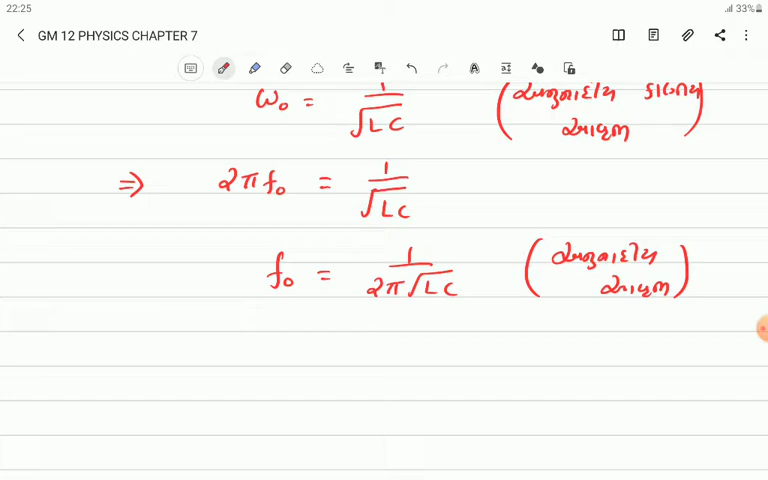 22:25
33%
GM 12 PHYSICS CHAPTER 7
ω₀ = 1/√LC (અનુનાદીય કોણીય આવૃત્તિ)
⇒ 2πf₀ = 1/√LC
f₀ = 1/2π√LC (અનુનાદીય આવૃત્તિ)